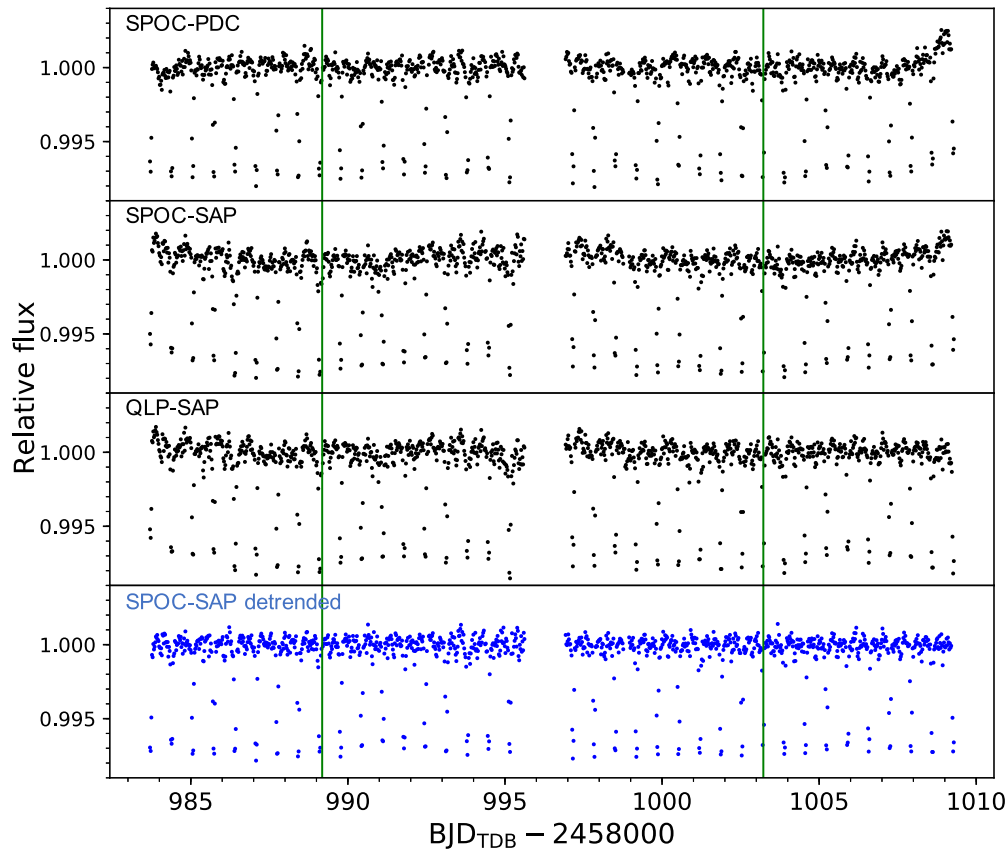 SPOC-PDC
1.000
0.995
SPOC-SAP
1.000
0.995
Relative flux
QLP-SAP
1.000
0.995
SPOC-SAP detrended
1.000
0.995
985 990 995 1000 1005 1010
BJD_TDB − 2458000